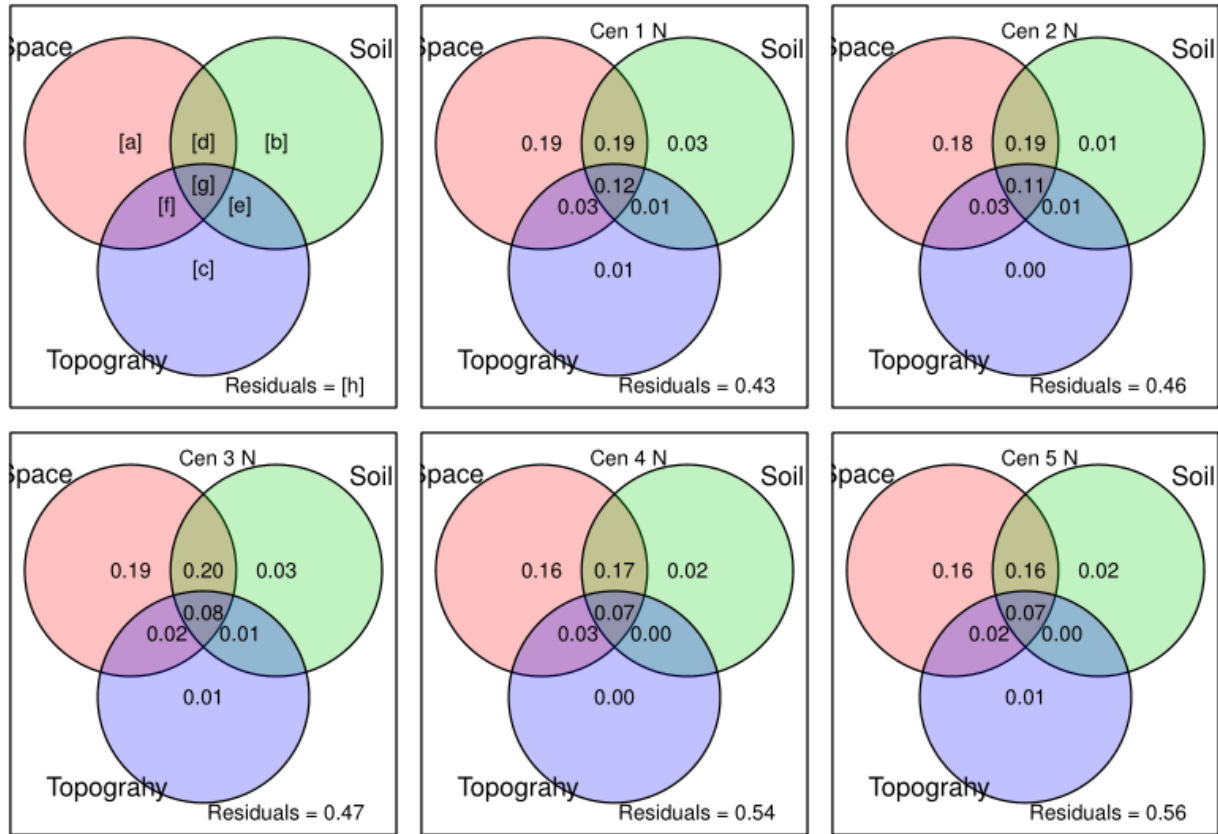 Space
Soil
[a]
[d]
[b]
[g]
[f]
[e]
[c]
Topograhy
Residuals = [h]
Cen 1 N
0.19
0.19
0.03
0.12
0.03
0.01
0.01
Topograhy
Space
Soil
Residuals = 0.43
Cen 2 N
Space
Soil
0.18
0.19
0.01
0.11
0.03
0.01
0.00
Topograhy
Residuals = 0.46
Cen 3 N
Space
Soil
0.19
0.20
0.03
0.08
0.02
0.01
0.01
Topograhy
Residuals = 0.47
Cen 4 N
Space
Soil
0.16
0.17
0.02
0.07
0.03
0.00
0.00
Topograhy
Residuals = 0.54
Cen 5 N
Space
Soil
0.16
0.16
0.02
0.07
0.02
0.00
0.01
Topograhy
Residuals = 0.56